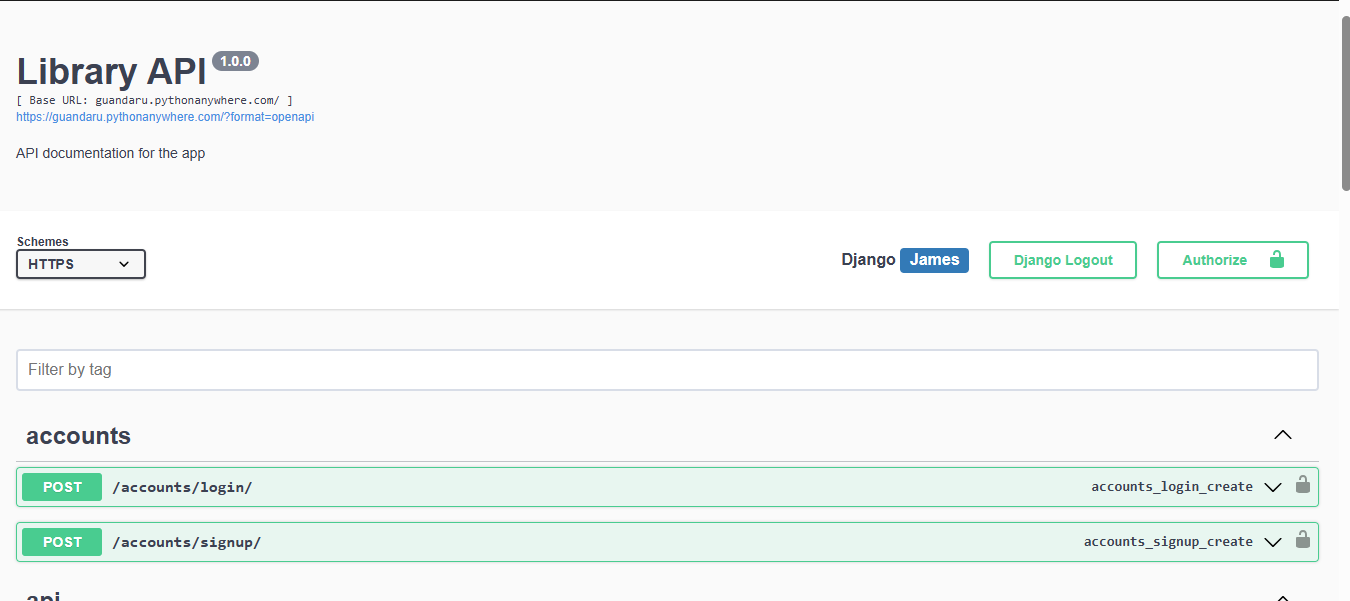 Library API 1.0.0
[ Base URL: guandaru.pythonanywhere.com/ ]
https://guandaru.pythonanywhere.com/?format=openapi
API documentation for the app
Schemes
HTTPS
Django James
Django Logout
Authorize
Filter by tag
accounts
POST /accounts/login/ accounts_login_create
POST /accounts/signup/ accounts_signup_create
api